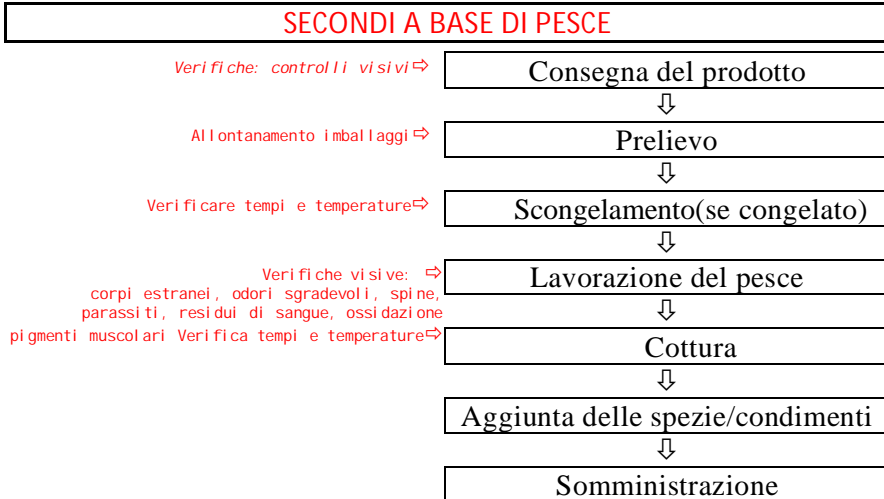 SECONDI A BASE DI PESCE
Verifiche: controlli visivi⇨
Consegna del prodotto
⇩
Allontanamento imballaggi⇨
Prelievo
⇩
Verificare tempi e temperature⇨
Scongelamento(se congelato)
⇩
Verifiche visive: ⇨
Lavorazione del pesce
corpi estranei, odori sgradevoli, spine,
parassiti, residui di sangue, ossidazione
⇩
pigmenti muscolari Verifica tempi e temperature⇨
Cottura
⇩
Aggiunta delle spezie/condimenti
⇩
Somministrazione